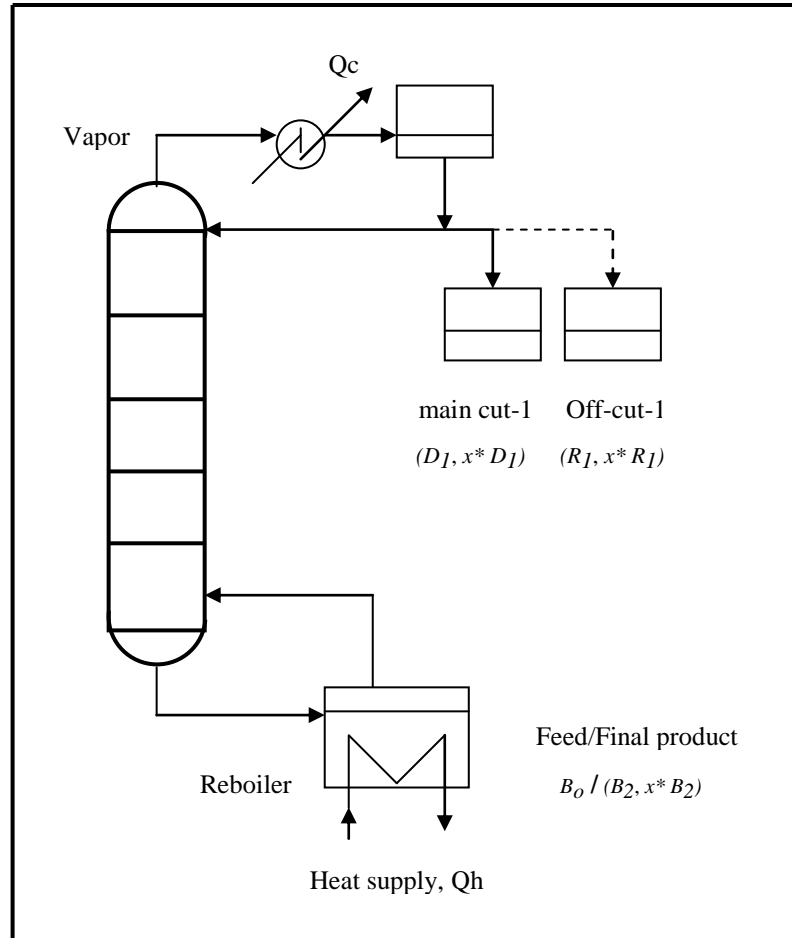 Qc
Vapor
main cut-1 Off-cut-1
(D1, x* D1) (R1, x* R1)
Feed/Final product
Reboiler
Bo / (B2, x* B2)
Heat supply, Qh